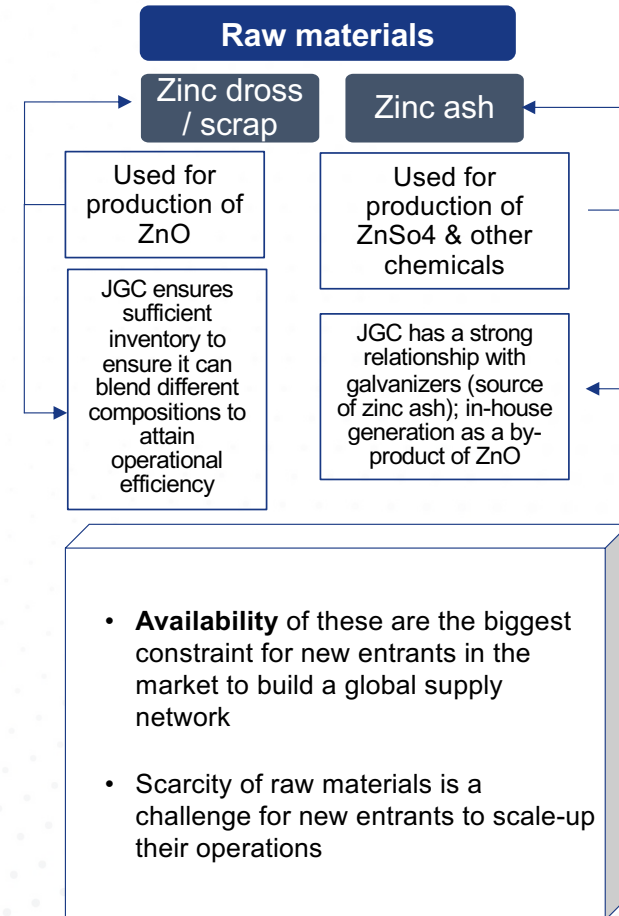 Raw materials
Zinc dross
/ scrap
Zinc ash
Used for
production of
ZnO
Used for
production of
ZnSo4 & other
chemicals
JGC ensures
sufficient
inventory to
ensure it can
blend different
compositions to
attain
operational
efficiency
JGC has a strong
relationship with
galvanizers (source
of zinc ash); in-house
generation as a by-
product of ZnO
• Availability of these are the biggest
constraint for new entrants in the
market to build a global supply
network
• Scarcity of raw materials is a
challenge for new entrants to scale-up
their operations